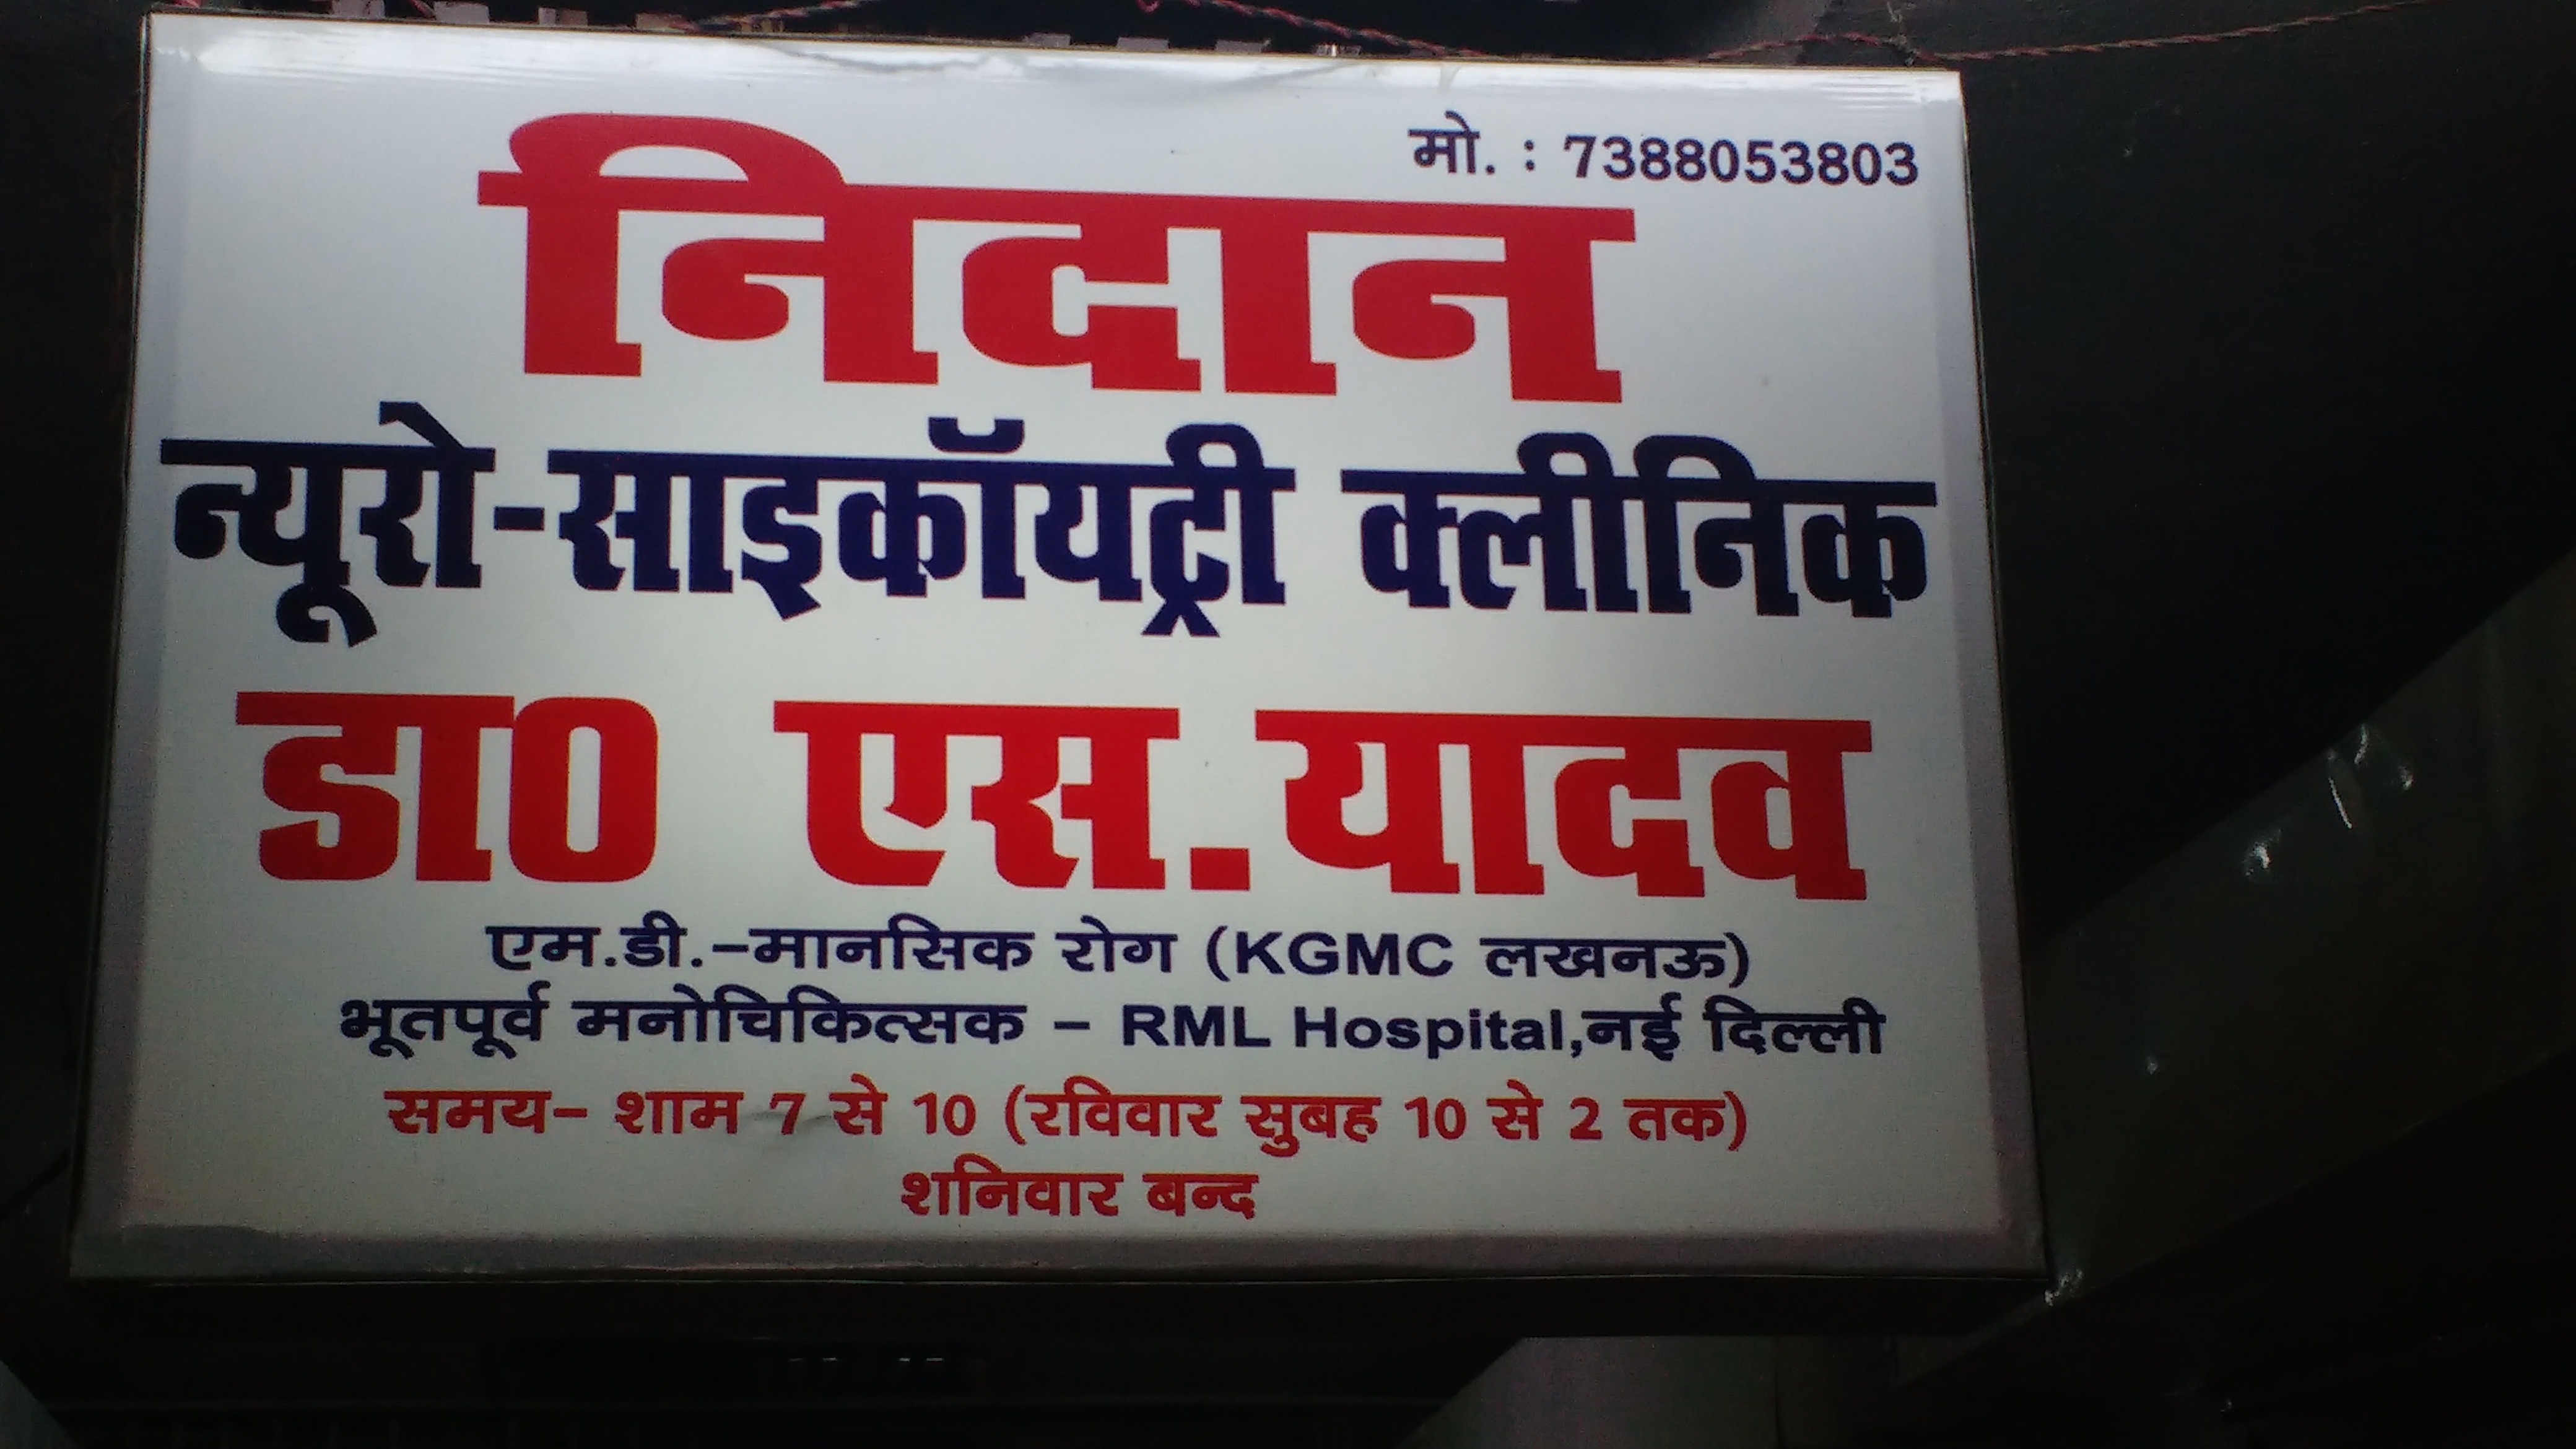 मो. : 7388053803
निदान
न्यूरो-साइकॉयट्री क्लीनिक
डा0 एस.यादव
एम.डी.-मानसिक रोग (KGMC लखनऊ)
भूतपूर्व मनोचिकित्सक - RML Hospital,नई दिल्ली
समय- शाम 7 से 10 (रविवार सुबह 10 से 2 तक)
शनिवार बन्द